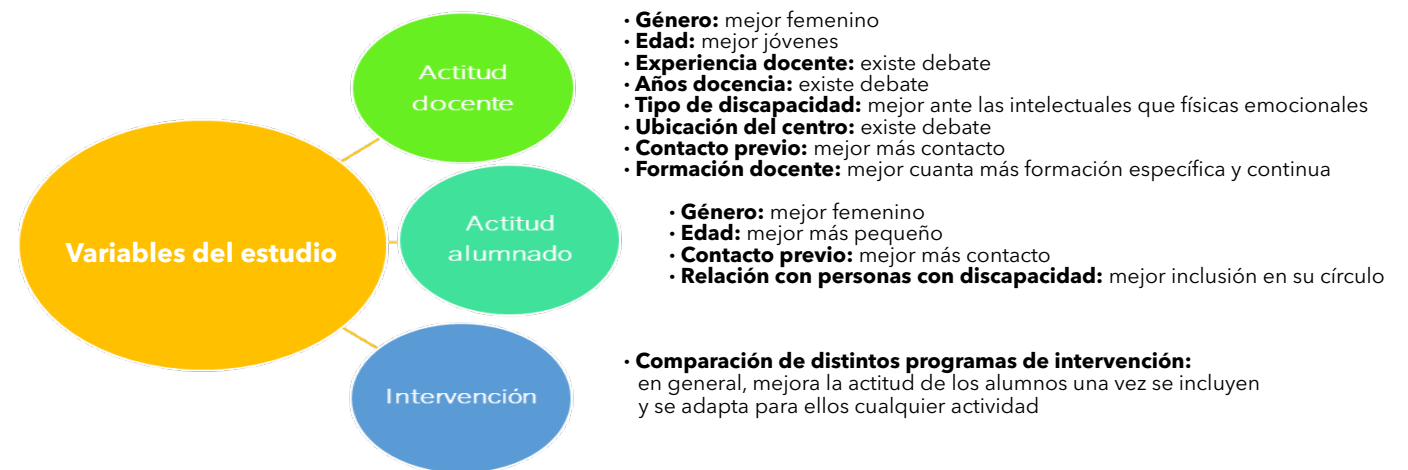 Variables del estudio
Actitud
docente
· Género: mejor femenino
· Edad: mejor jóvenes
· Experiencia docente: existe debate
· Años docencia: existe debate
· Tipo de discapacidad: mejor ante las intelectuales que físicas emocionales
· Ubicación del centro: existe debate
· Contacto previo: mejor más contacto
· Formación docente: mejor cuanta más formación específica y continua
Actitud
alumnado
· Género: mejor femenino
· Edad: mejor más pequeño
· Contacto previo: mejor más contacto
· Relación con personas con discapacidad: mejor inclusión en su círculo
Intervención
· Comparación de distintos programas de intervención:
en general, mejora la actitud de los alumnos una vez se incluyen
y se adapta para ellos cualquier actividad